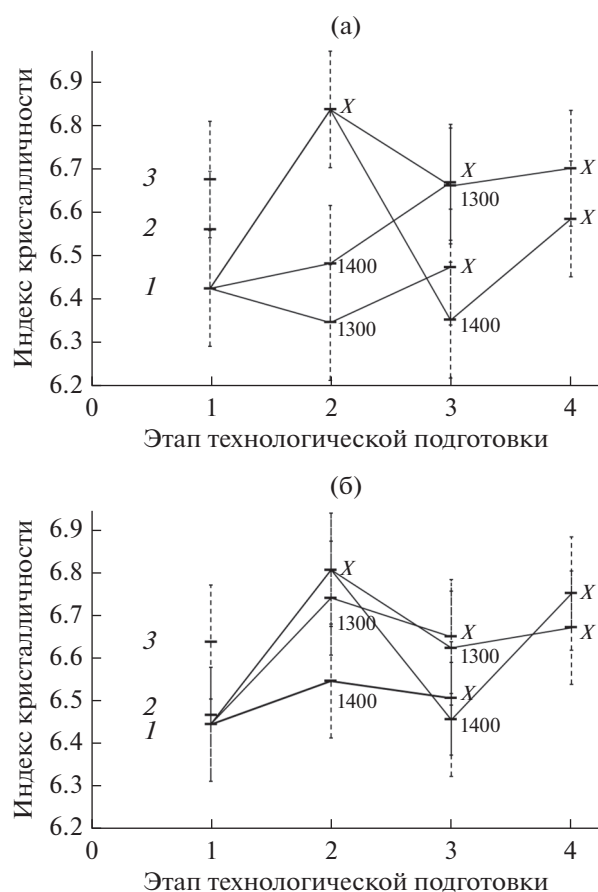 (а)
Индекс кристалличности
6.9
6.8
6.7
6.6
6.5
6.4
6.3
6.2
3
2
1
X
1400
1300
X
1300
X
1400
X
X
0 1 2 3 4
Этап технологической подготовки
(б)
Индекс кристалличности
6.9
6.8
6.7
6.6
6.5
6.4
6.3
6.2
3
2
1
X
1300
1400
X
1300
X
1400
X
X
0 1 2 3 4
Этап технологической подготовки